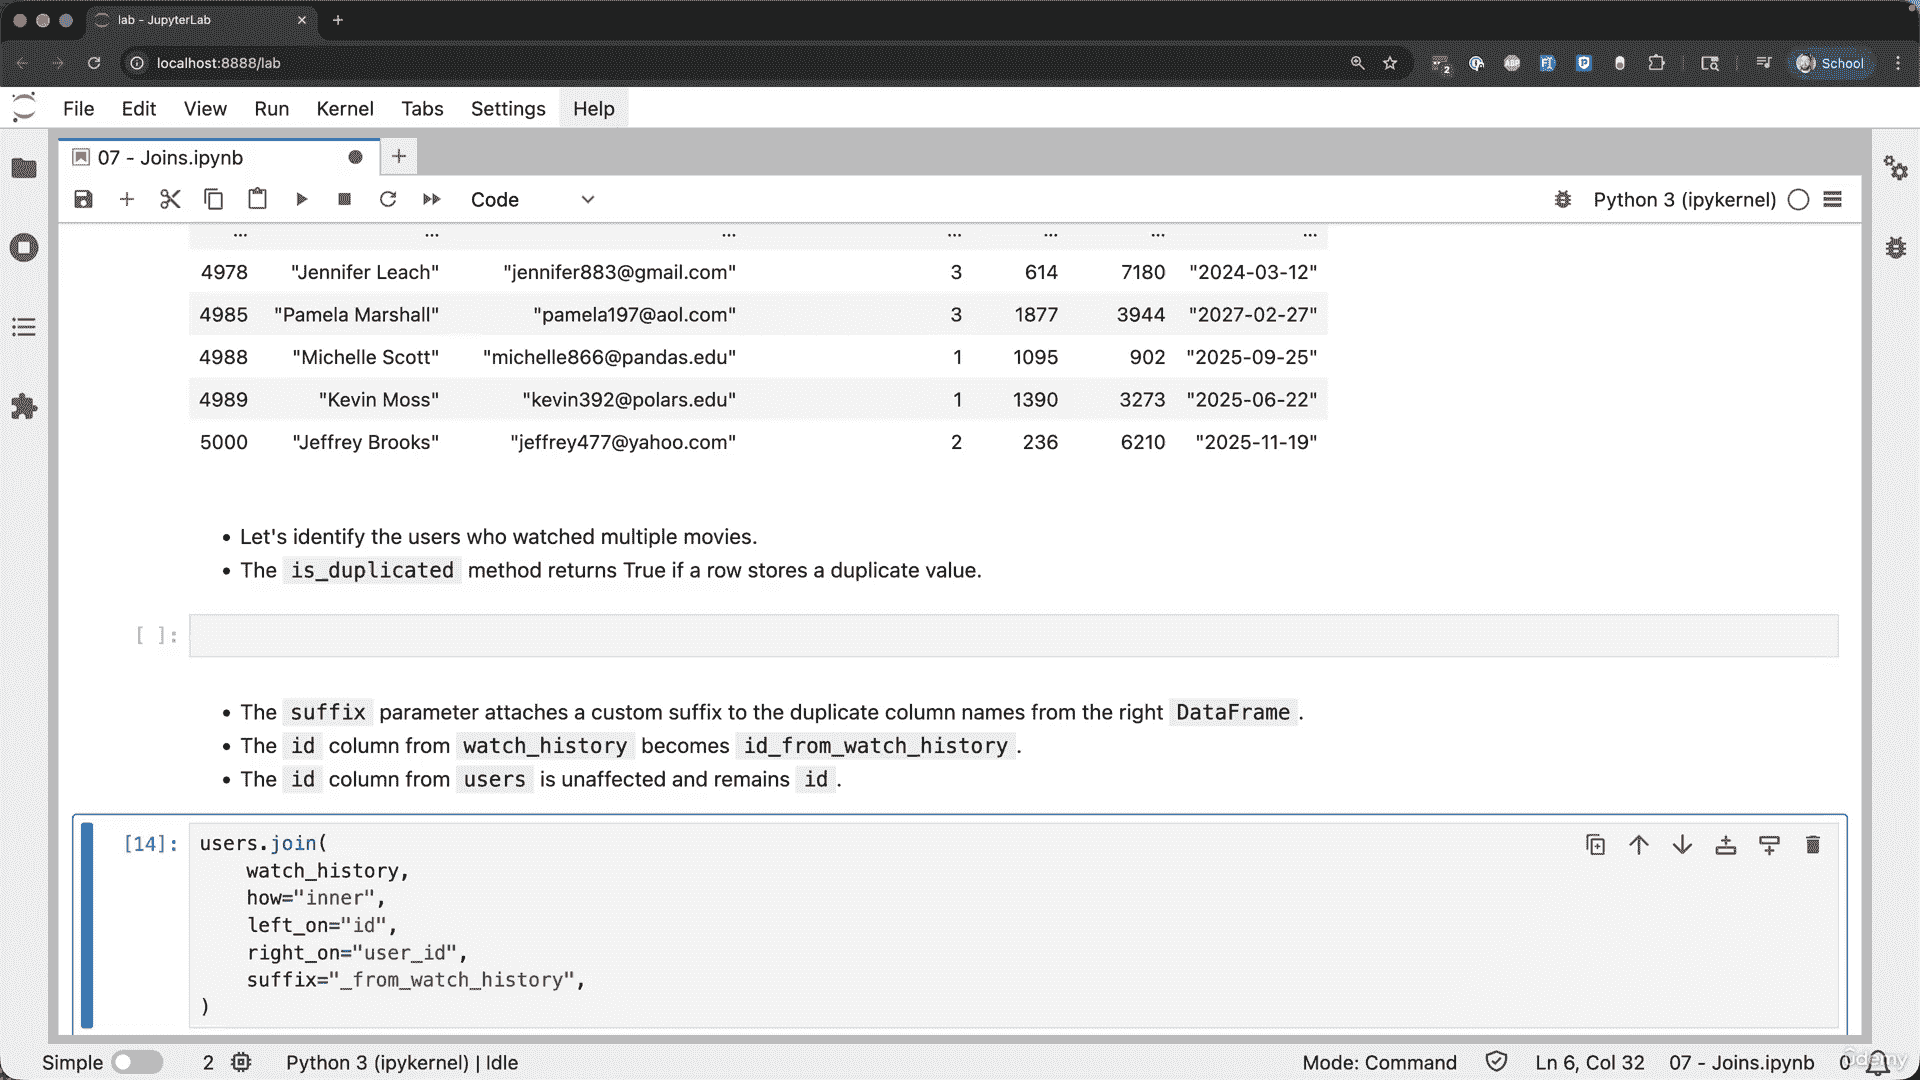 lab - JupyterLab
localhost:8888/lab
2
School
File Edit View Run Kernel Tabs Settings Help
07 - Joins.ipynb
Code
Python 3 (ipykernel)
... ... ... ... ... ... ...
4978 "Jennifer Leach" "jennifer883@gmail.com" 3 614 7180 "2024-03-12"
4985 "Pamela Marshall" "pamela197@aol.com" 3 1877 3944 "2027-02-27"
4988 "Michelle Scott" "michelle866@pandas.edu" 1 1095 902 "2025-09-25"
4989 "Kevin Moss" "kevin392@polars.edu" 1 1390 3273 "2025-06-22"
5000 "Jeffrey Brooks" "jeffrey477@yahoo.com" 2 236 6210 "2025-11-19"
• Let's identify the users who watched multiple movies.
• The is_duplicated method returns True if a row stores a duplicate value.
[ ]:
• The suffix parameter attaches a custom suffix to the duplicate column names from the right DataFrame.
• The id column from watch_history becomes id_from_watch_history.
• The id column from users is unaffected and remains id.
[14]: users.join(
watch_history,
how="inner",
left_on="id",
right_on="user_id",
suffix="_from_watch_history",
)
Simple 2 Python 3 (ipykernel) | Idle Mode: Command Ln 6, Col 32 07 - Joins.ipynb 0
Udemy